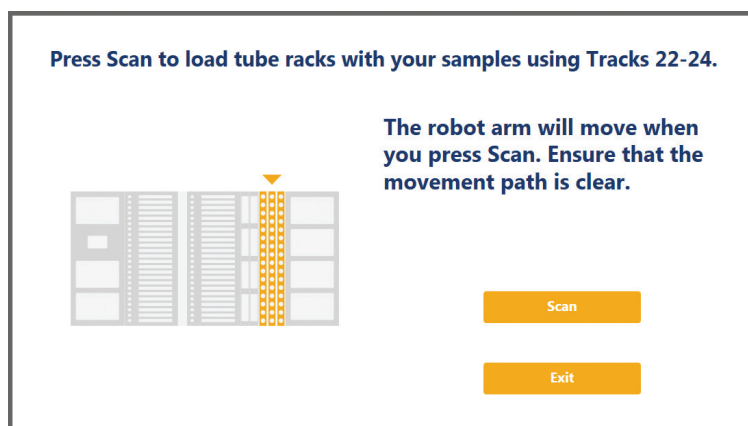 Press Scan to load tube racks with your samples using Tracks 22-24.
The robot arm will move when
you press Scan. Ensure that the
movement path is clear.
Scan
Exit